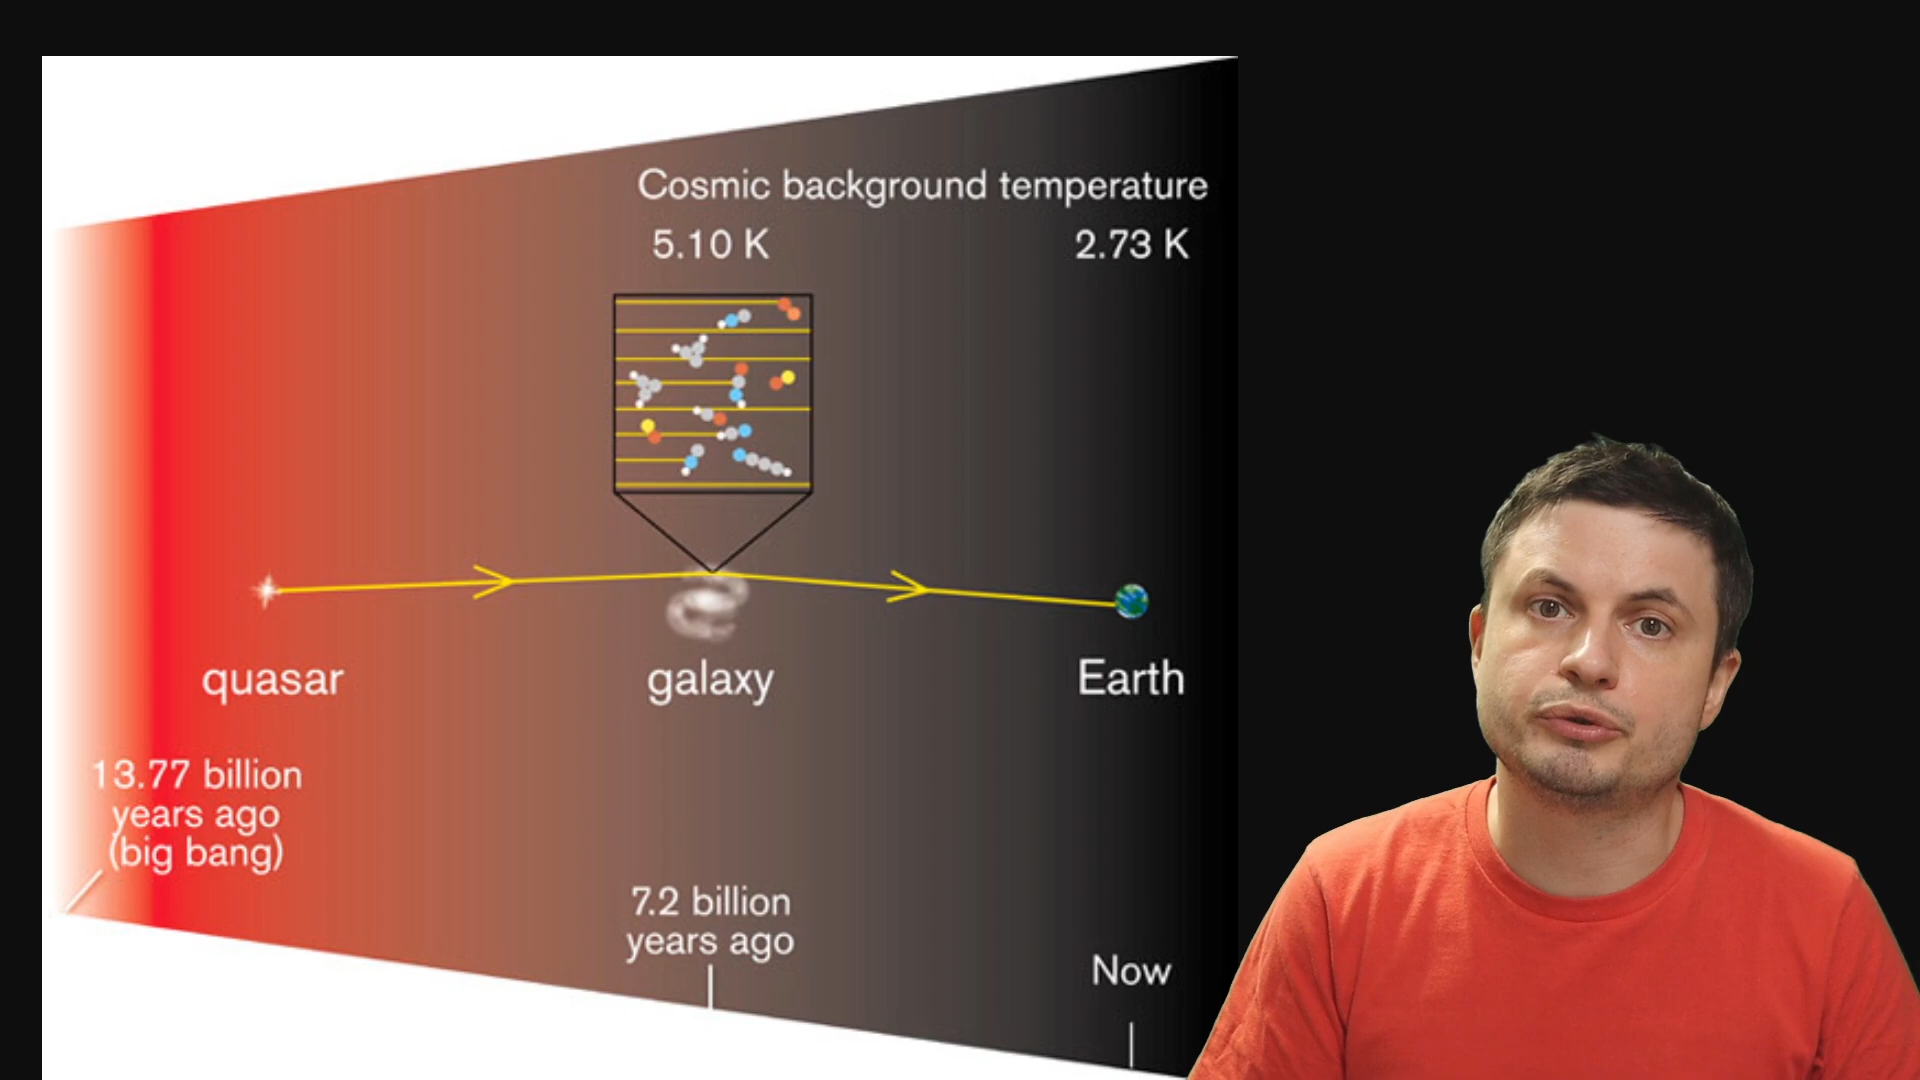 Cosmic background temperature
5.10 K
2.73 K
quasar
galaxy
Earth
13.77 billion
years ago
(big bang)
7.2 billion
years ago
Now